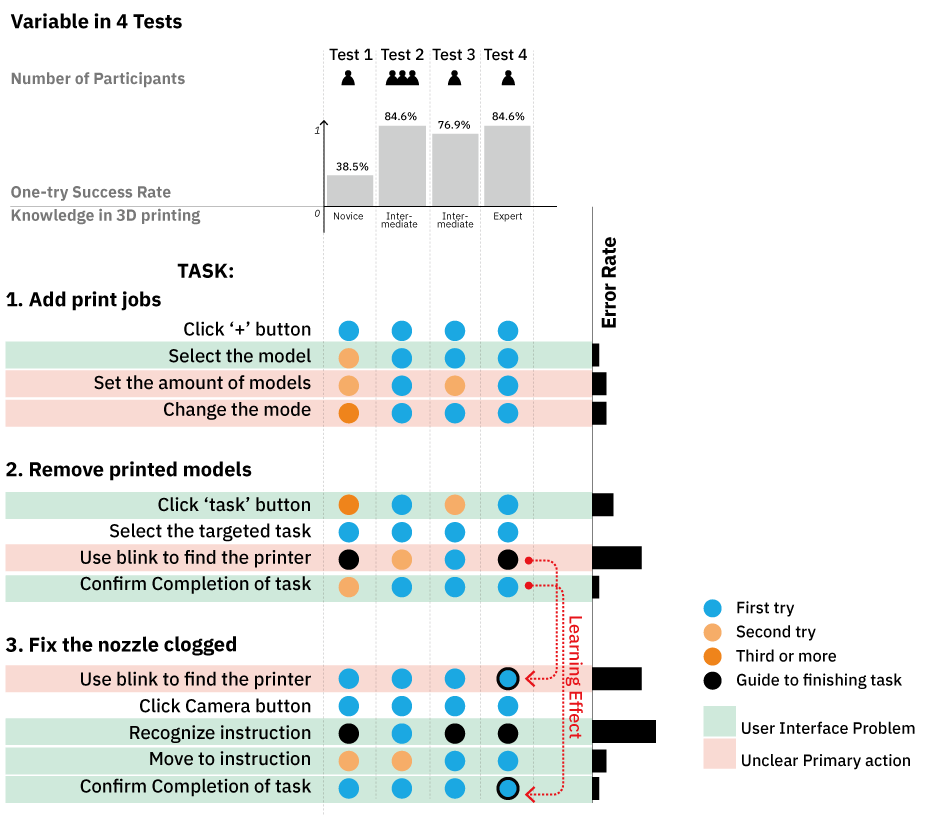 Variable in 4 Tests
Test 1 Test 2 Test 3 Test 4
Number of Participants
84.6%
76.9%
84.6%
38.5%
1
One-try Success Rate
0
Knowledge in 3D printing
Novice
Inter-
mediate
Inter-
mediate
Expert
Error Rate
TASK:
1. Add print jobs
Click ‘+’ button
Select the model
Set the amount of models
Change the mode
2. Remove printed models
Click ‘task’ button
Select the targeted task
Use blink to find the printer
Confirm Completion of task
Learning Effect
3. Fix the nozzle clogged
Use blink to find the printer
Click Camera button
Recognize instruction
Move to instruction
Confirm Completion of task
First try
Second try
Third or more
Guide to finishing task
User Interface Problem
Unclear Primary action